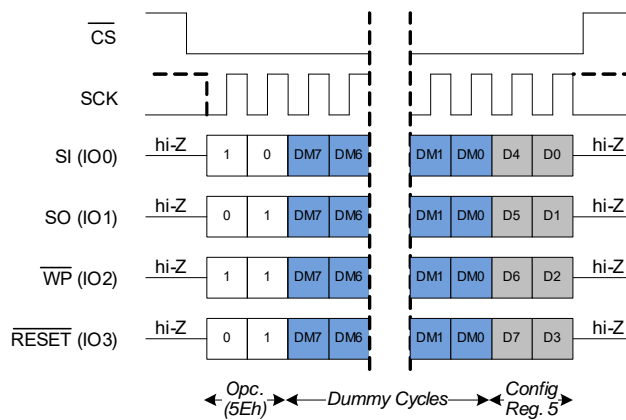 CS
SCK
SI (IO0) hi-Z 1 0 DM7 DM6 DM1 DM0 D4 D0 hi-Z
SO (IO1) hi-Z 0 1 DM7 DM6 DM1 DM0 D5 D1 hi-Z
WP (IO2) hi-Z 1 1 DM7 DM6 DM1 DM0 D6 D2 hi-Z
RESET (IO3) hi-Z 0 1 DM7 DM6 DM1 DM0 D7 D3 hi-Z
Opc. Dummy Cycles Config
(5Eh) Reg. 5